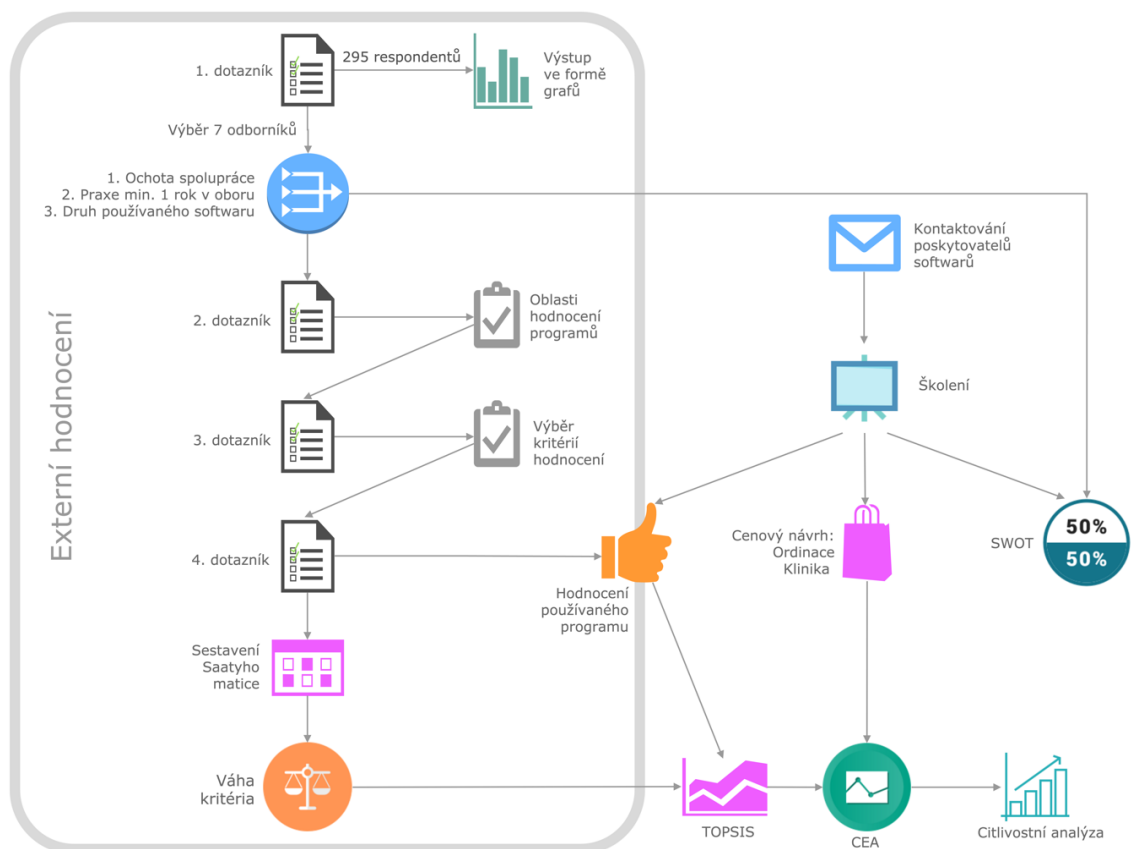 Externí hodnocení
1. dotazník
295 respondentů
Výstup
ve formě
grafů
Výběr 7 odborníků
1. Ochota spolupráce
2. Praxe min. 1 rok v oboru
3. Druh používaného softwaru
Kontaktování
poskytovatelů
softwarů
2. dotazník
Oblasti
hodnocení
programů
Školení
3. dotazník
Výběr
kritérií
hodnocení
4. dotazník
Hodnocení
používaného
programu
Cenový návrh:
Ordinace
Klinika
SWOT
50%
50%
Sestavení
Saatyho
matice
Váha
kritéria
TOPSIS
CEA
Citlivostní analýza